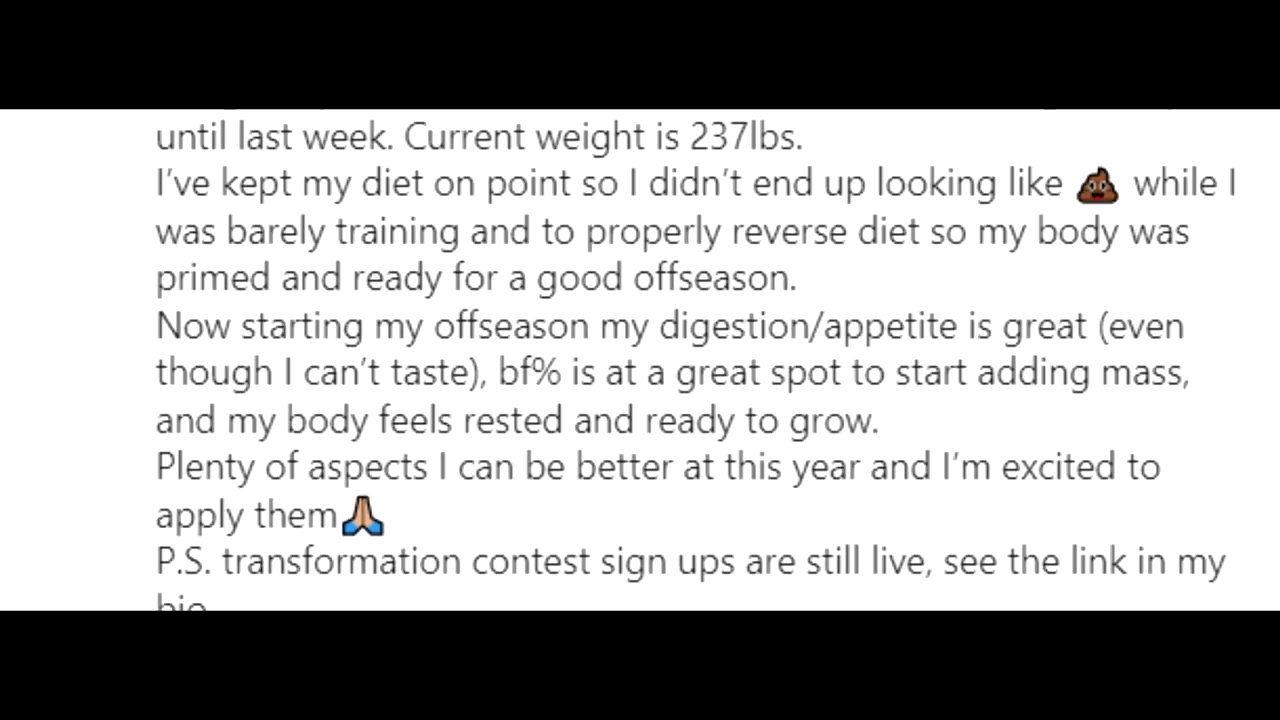 until last week. Current weight is 237lbs.
I’ve kept my diet on point so I didn’t end up looking like 💩 while I
was barely training and to properly reverse diet so my body was
primed and ready for a good offseason.
Now starting my offseason my digestion/appetite is great (even
though I can’t taste), bf% is at a great spot to start adding mass,
and my body feels rested and ready to grow.
Plenty of aspects I can be better at this year and I’m excited to
apply them🙏🏼
P.S. transformation contest sign ups are still live, see the link in my
bio